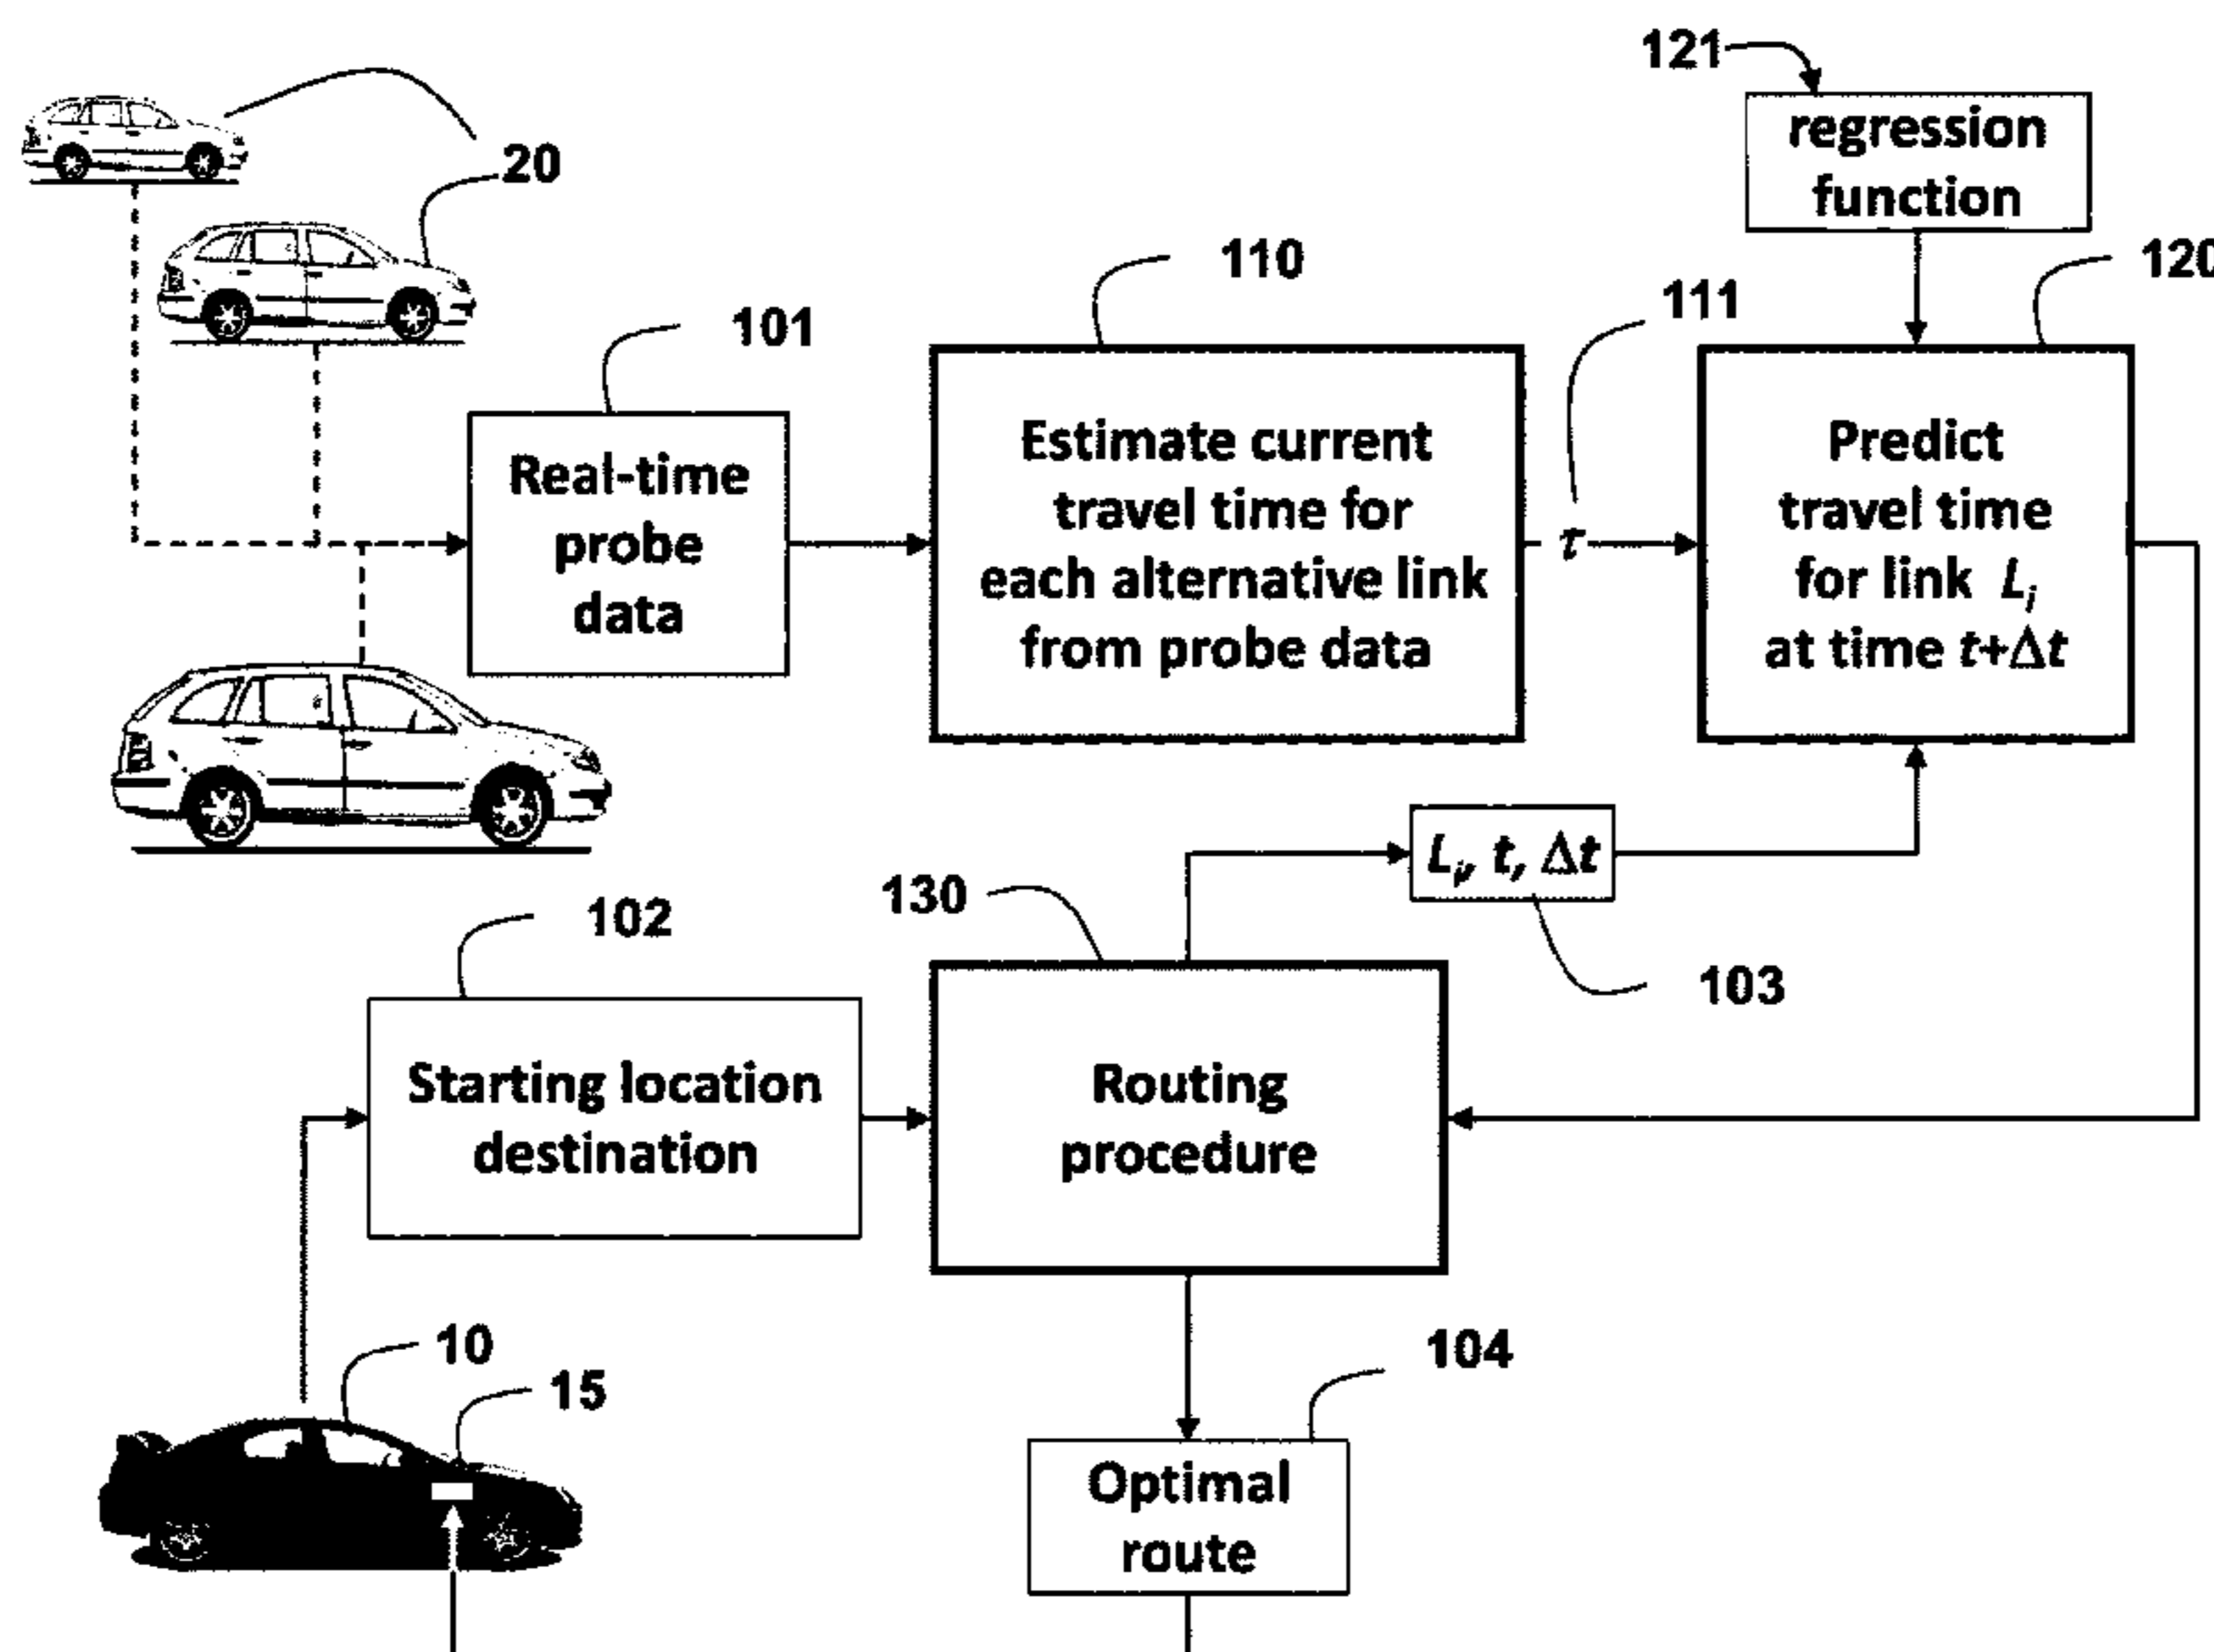 121
regression
function
20
110
120
111
101
Real-time
probe
data
Estimate current
travel time for
each alternative link
from probe data
τ
Predict
travel time
for link Li
at time t+Δt
Li, t, Δt
130
102
103
Starting location
destination
Routing
procedure
10
15
104
Optimal
route